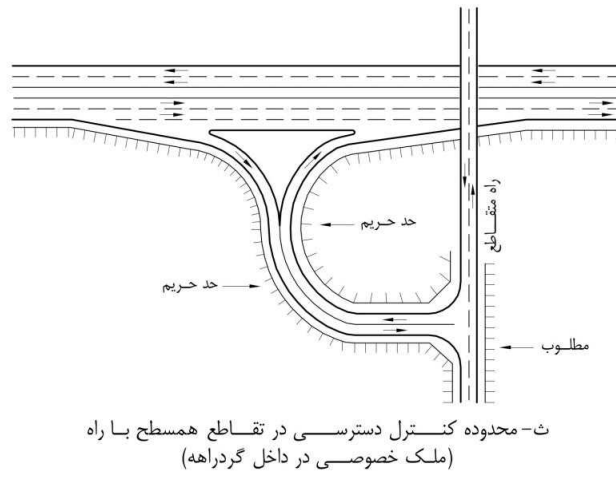 راه متقاطع
حد حریم
حد حریم
مطلوب
ث- محدوده کنترل دسترسی در تقاطع همسطح با راه
(ملک خصوصی در داخل گردراهه)